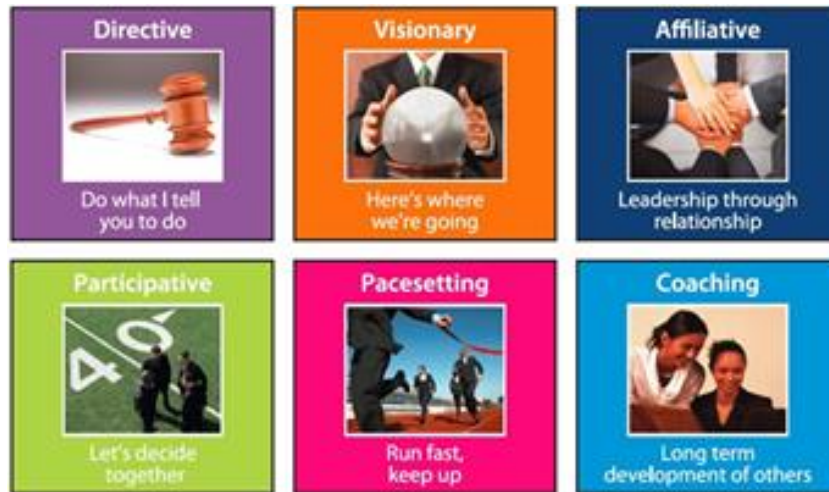 Directive
Do what I tell
you to do
Visionary
Here's where
we're going
Affiliative
Leadership through
relationship
Participative
40
Let's decide
together
Pacesetting
Run fast,
keep up
Coaching
Long term
development of others